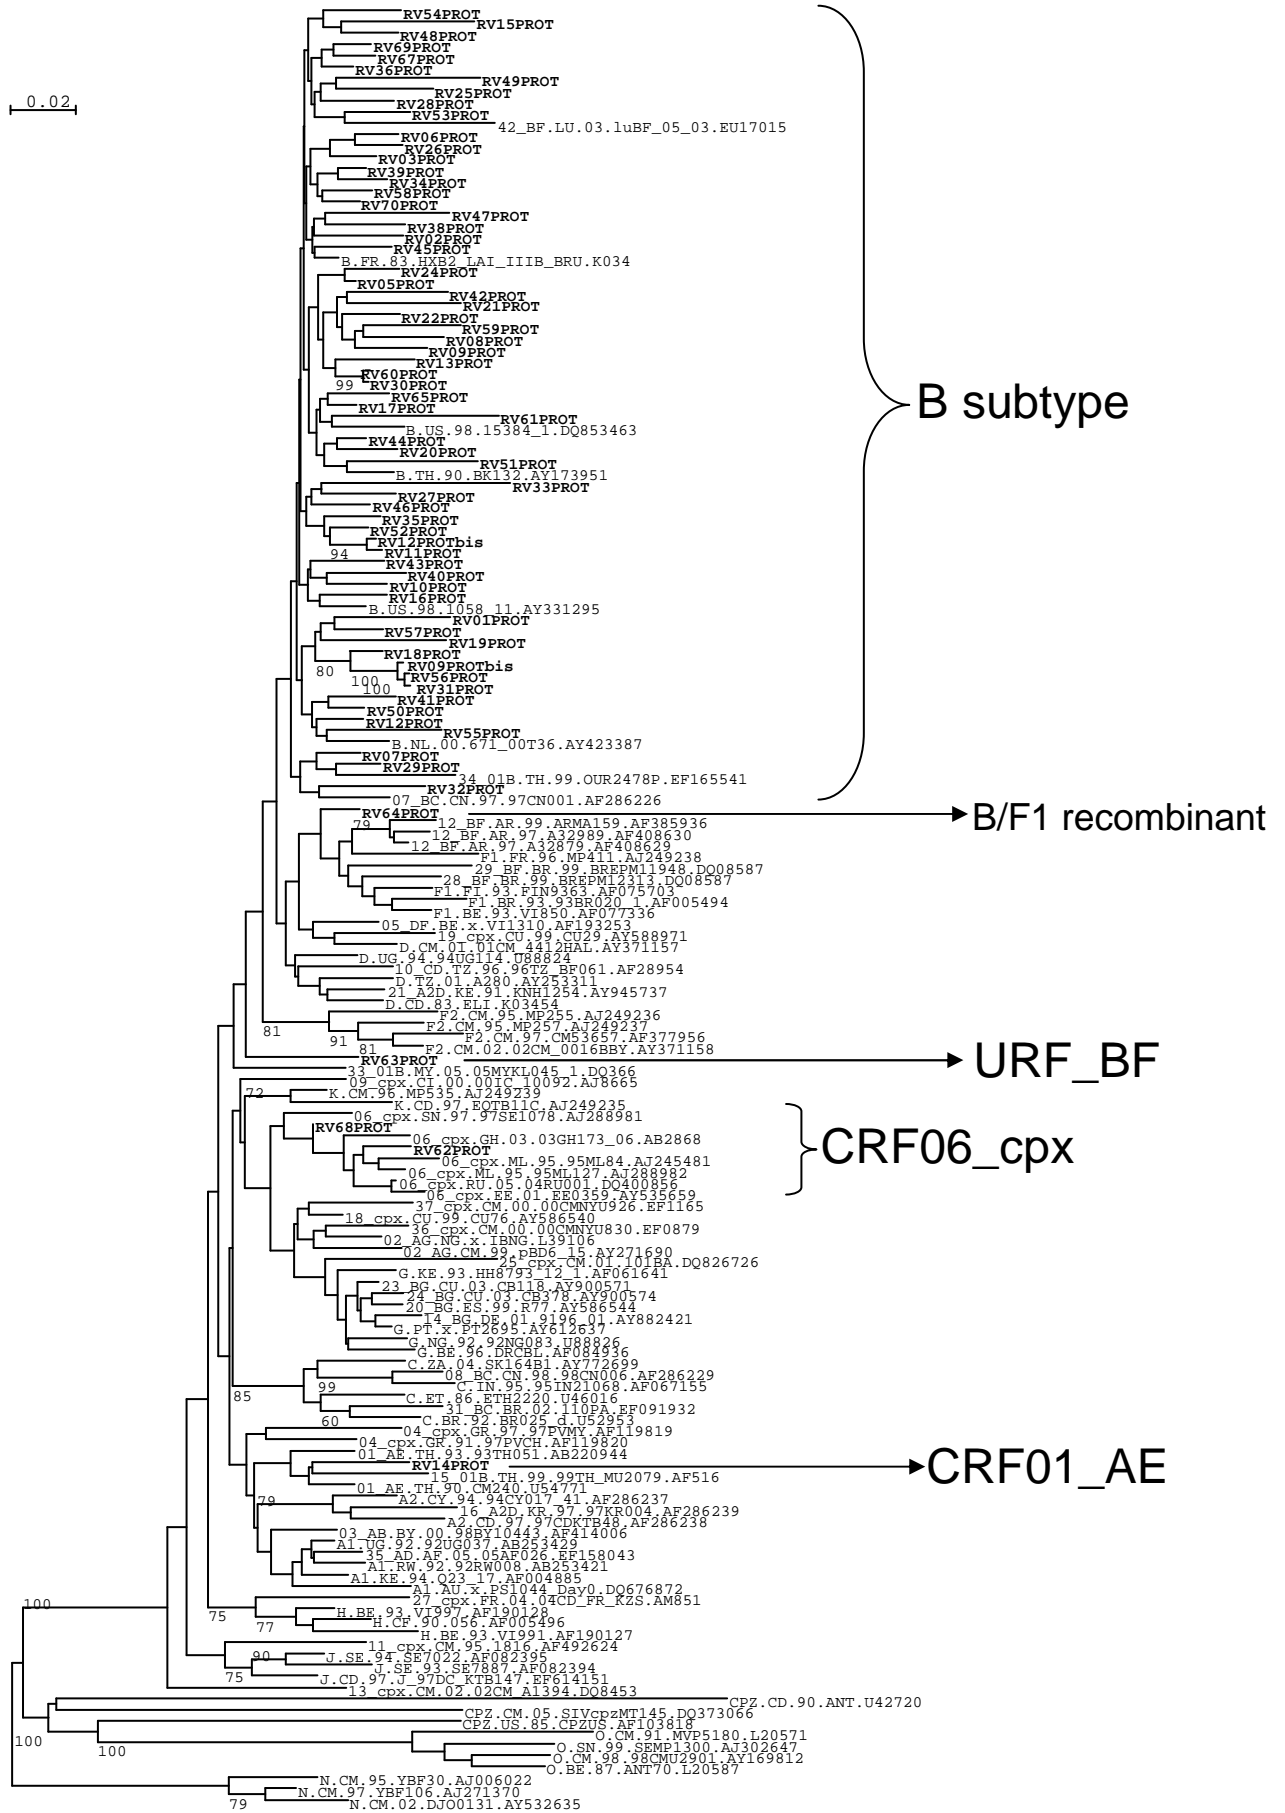 RV54PROT
RV15PROT
RV48PROT
RV69PROT
RV67PROT
RV36PROT
RV49PROT
RV25PROT
0.02
RV28PROT
RV53PROT
42_BF.LU.03.luBF_05_03.EU17015
RV06PROT
RV26PROT
RV03PROT
RV39PROT
RV34PROT
RV58PROT
RV70PROT
RV47PROT
RV38PROT
RV02PROT
RV45PROT
B.FR.83.HXB2_LAI_IIIB_BRU.K034
RV24PROT
RV05PROT
RV42PROT
RV21PROT
RV22PROT
RV59PROT
RV08PROT
RV09PROT
RV13PROT
RV60PROT
99
RV30PROT
RV65PROT
B subtype
RV17PROT
RV61PROT
B.US.98.15384_1.DQ853463
RV44PROT
RV20PROT
RV51PROT
B.TH.90.BK132.AY173951
RV33PROT
RV27PROT
RV46PROT
RV35PROT
RV52PROT
RV12PROTbis
94
RV11PROT
RV43PROT
RV40PROT
RV10PROT
RV16PROT
B.US.98.1058_11.AY331295
RV01PROT
RV57PROT
RV19PROT
RV18PROT
RV09PROTbis
80
RV56PROT
100
100
RV31PROT
RV41PROT
RV50PROT
RV12PROT
RV55PROT
B.NL.00.671_00T36.AY423387
RV07PROT
RV29PROT
34_01B.TH.99.OUR2478P.EF165541
RV32PROT
07_BC.CN.97.97CN001.AF286226
RV64PROT
B/F1 recombinant
79
12_BF.AR.99.ARMA159.AF385936
12_BF.AR.97.A32989.AF408630
12_BF.AR.97.A32879.AF408629
F1.FR.96.MP411.AJ249238
29_BF.BR.99.BREPM11948.DQ08587
28_BF.BR.99.BREPM12313.DQ08587
F1.FI.93.FIN9363.AF075703
F1.BR.93.93BR020_1.AF005494
F1.BE.93.VI850.AF077336
05_DF.BE.x.VI1310.AF193253
19_cpx.CU.99.CU29.AY588971
D.CM.01.01CM_4412HAL.AY371157
D.UG.94.94UG114.U88824
10_CD.TZ.96.96TZ_BF061.AF28954
D.TZ.01.A280.AY253311
21_A2D.KE.91.KNH1254.AY945737
D.CD.83.ELI.K03454
F2.CM.95.MP255.AJ249236
81
F2.CM.95.MP257.AJ249237
91
F2.CM.97.CM53657.AF377956
81
F2.CM.02.02CM_0016BBY.AY371158
RV63PROT
URF_BF
33_01B.MY.05.05MYKL045_1.DQ366
09_cpx.CI.00.00IC_10092.AJ8665
72
K.CM.96.MP535.AJ249239
K.CD.97.EQTB11C.AJ249235
06_cpx.SN.97.97SE1078.AJ288981
RV68PROT
06_cpx.GH.03.03GH173_06.AB2868
RV62PROT
CRF06_cpx
06_cpx.ML.95.95ML84.AJ245481
06_cpx.ML.95.95ML127.AJ288982
06_cpx.RU.05.04RU001.DQ400856
06_cpx.EE.01.EE0359.AY535659
37_cpx.CM.00.00CMNYU926.EF1165
18_cpx.CU.99.CU76.AY586540
36_cpx.CM.00.00CMNYU830.EF0879
02_AG.NG.x.IBNG.L39106
02_AG.CM.99.pBD6_15.AY271690
25_cpx.CM.01.101BA.DQ826726
G.KE.93.HH8793_12_1.AF061641
23_BG.CU.03.CB118.AY900571
24_BG.CU.03.CB378.AY900574
20_BG.ES.99.R77.AY586544
14_BG.DE.01.9196_01.AY882421
G.PT.x.PT2695.AY612637
G.NG.92.92NG083.U88826
G.BE.96.DRCBL.AF084936
C.ZA.04.SK164B1.AY772699
08_BC.CN.98.98CN006.AF286229
99
C.IN.95.95IN21068.AF067155
85
C.ET.86.ETH2220.U46016
31_BC.BR.02.110PA.EF091932
60
C.BR.92.BR025_d.U52953
04_cpx.GR.97.97PVMY.AF119819
04_cpx.GR.91.97PVCH.AF119820
01_AE.TH.93.93TH051.AB220944
RV14PROT
CRF01_AE
15_01B.TH.99.99TH_MU2079.AF516
01_AE.TH.90.CM240.U54771
79
A2.CY.94.94CY017_41.AF286237
16_A2D.KR.97.97KR004.AF286239
A2.CD.97.97CDKTB48.AF286238
03_AB.BY.00.98BY10443.AF414006
A1.UG.92.92UG037.AB253429
35_AD.AF.05.05AF026.EF158043
A1.RW.92.92RW008.AB253421
A1.KE.94.Q23_17.AF004885
A1.AU.x.PS1044_Day0.DQ676872
27_cpx.FR.04.04CD_FR_KZS.AM851
100
75
H.BE.93.VI997.AF190128
77
H.CF.90.056.AF005496
H.BE.93.VI991.AF190127
11_cpx.CM.95.1816.AF492624
90
J.SE.94.SE7022.AF082395
75
J.SE.93.SE7887.AF082394
J.CD.97.J_97DC_KTB147.EF614151
13_cpx.CM.02.02CM_A1394.DQ8453
CPZ.CD.90.ANT.U42720
CPZ.CM.05.SIVcpzMT145.DQ373066
CPZ.US.85.CPZUS.AF103818
100
O.CM.91.MVP5180.L20571
100
O.SN.99.SEMP1300.AJ302647
O.CM.98.98CMU2901.AY169812
O.BE.87.ANT70.L20587
N.CM.95.YBF30.AJ006022
N.CM.97.YBF106.AJ271370
79
N.CM.02.DJO0131.AY532635